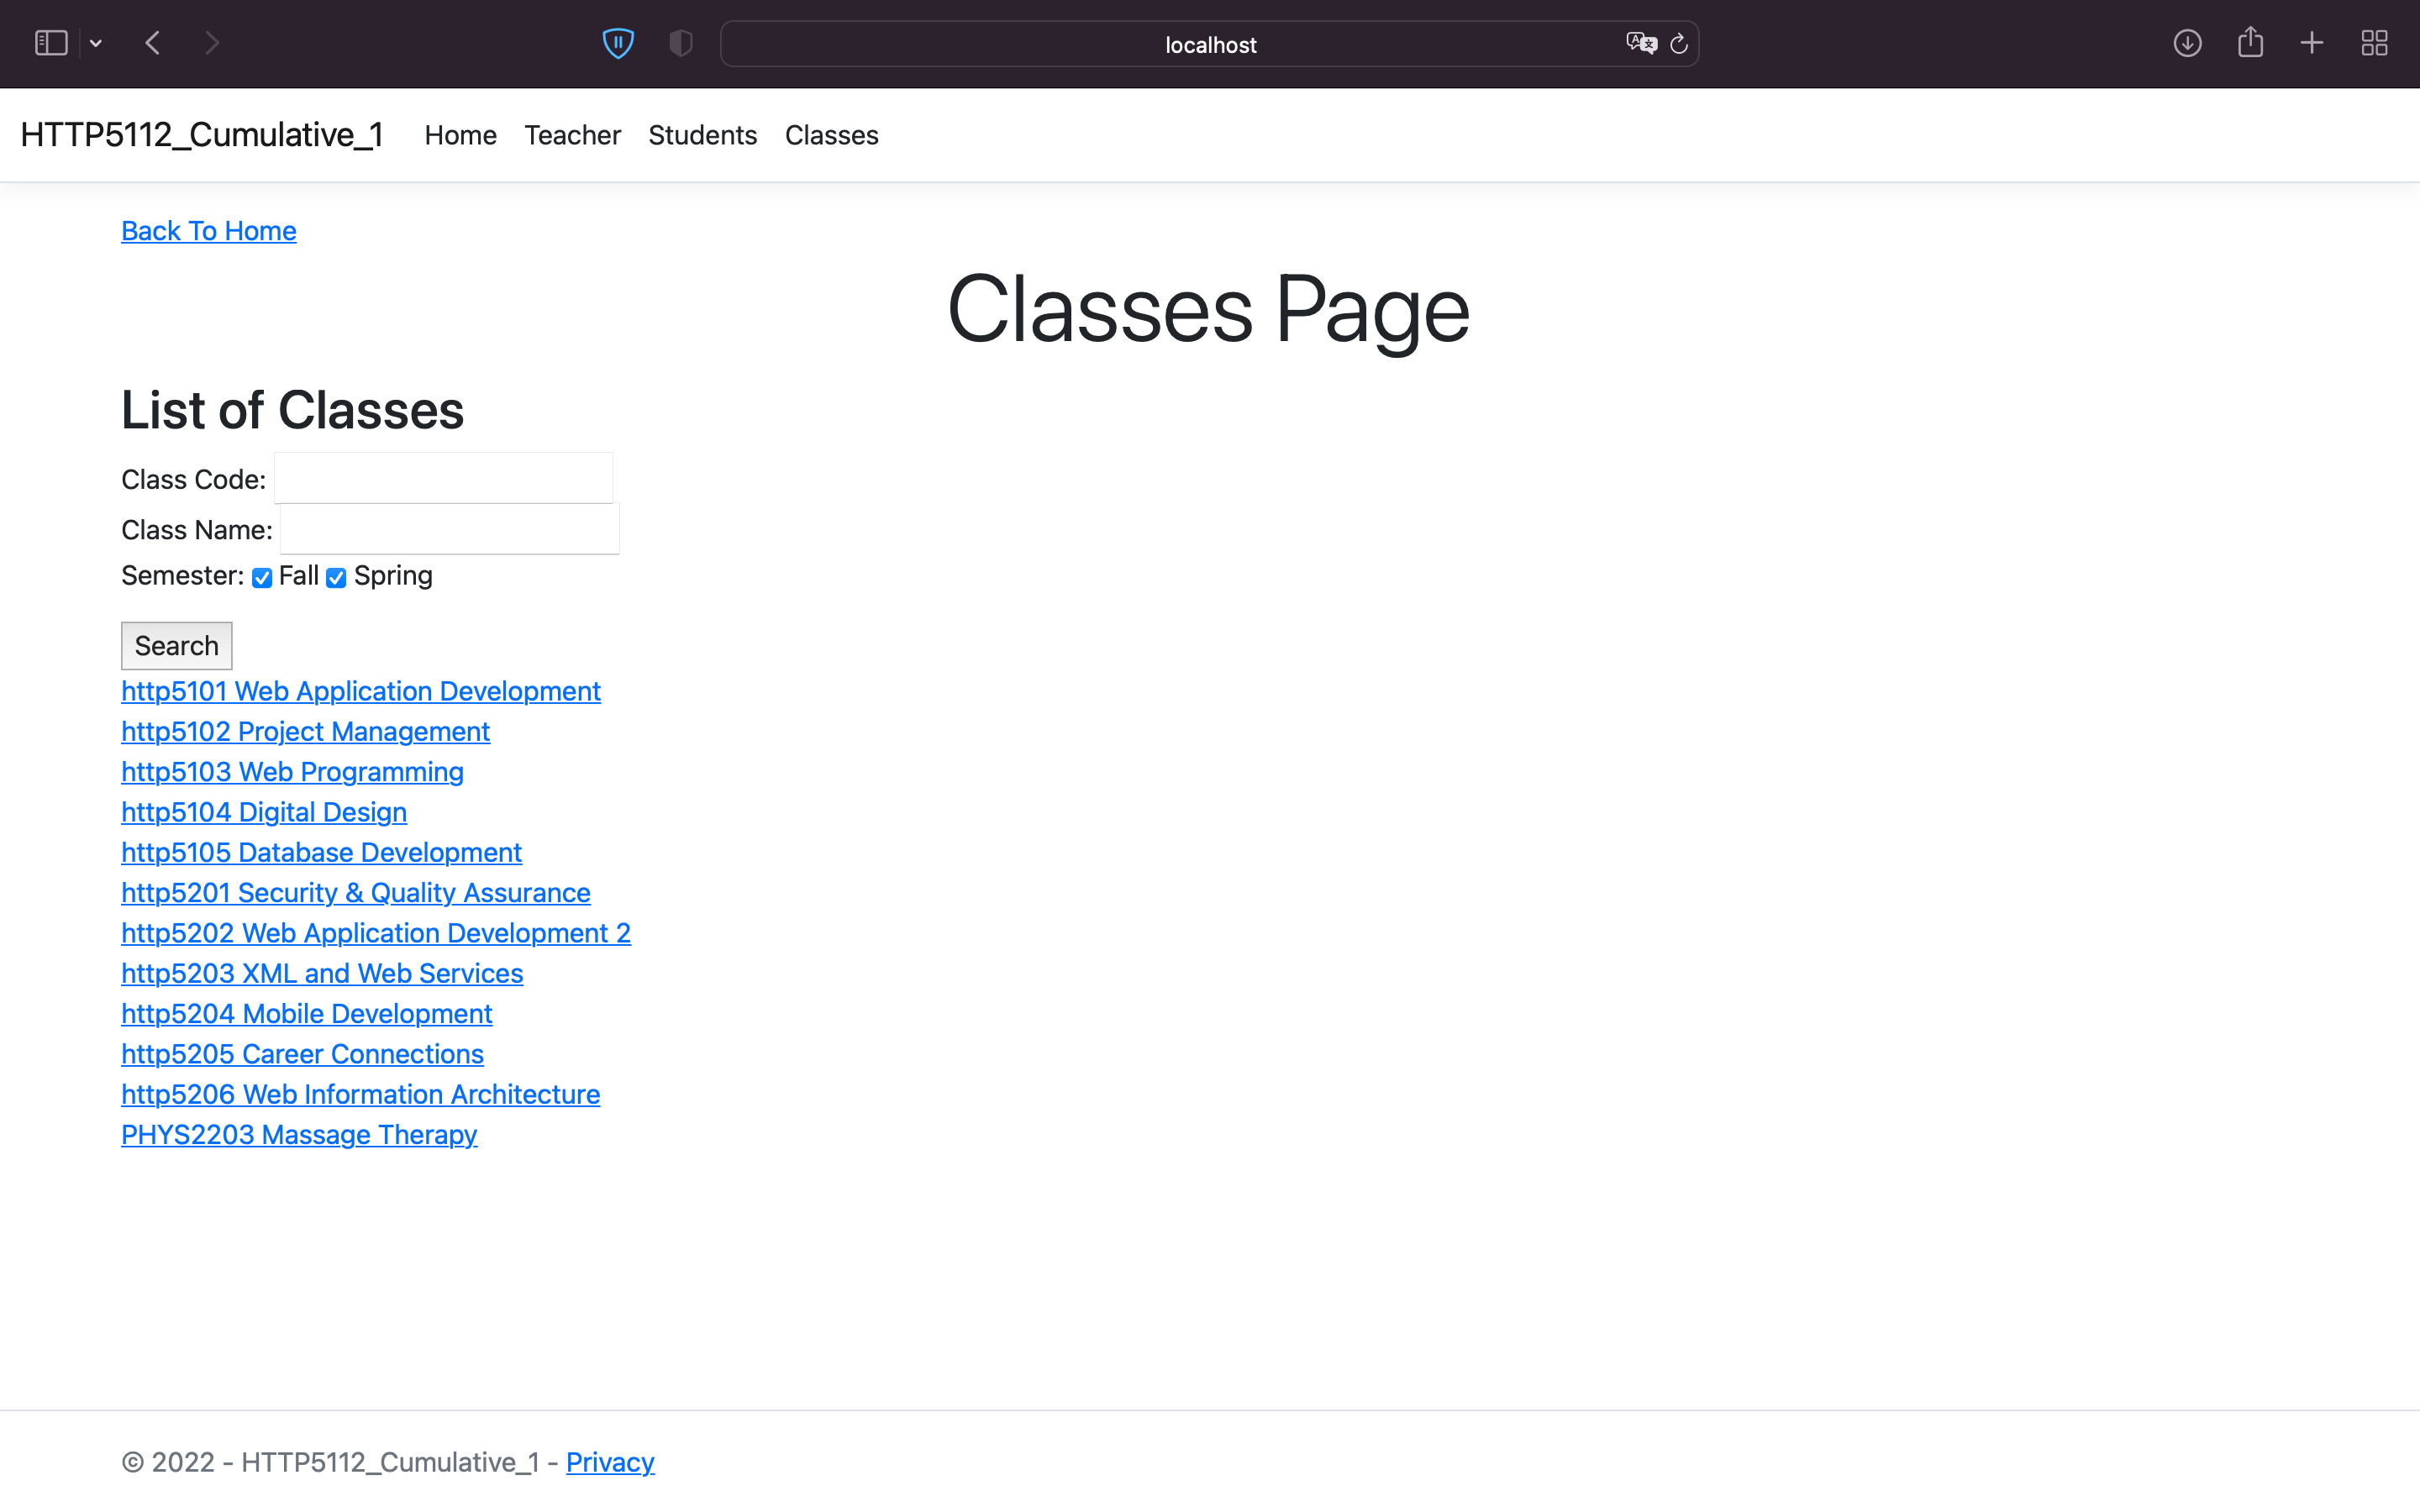 localhost
HTTP5112_Cumulative_1 Home Teacher Students Classes
Back To Home
Classes Page
List of Classes
Class Code:
Class Name:
Semester: Fall Spring
Search
http5101 Web Application Development
http5102 Project Management
http5103 Web Programming
http5104 Digital Design
http5105 Database Development
http5201 Security & Quality Assurance
http5202 Web Application Development 2
http5203 XML and Web Services
http5204 Mobile Development
http5205 Career Connections
http5206 Web Information Architecture
PHYS2203 Massage Therapy
© 2022 - HTTP5112_Cumulative_1 - Privacy